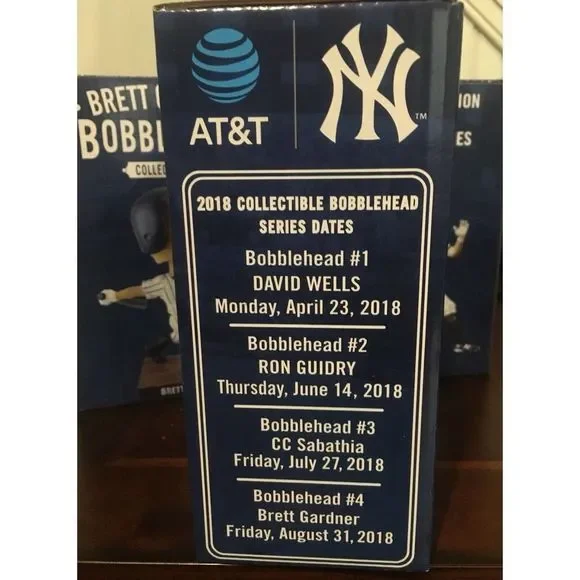 AT&T
NY
TM
BRETT
BOBBL
COLLEC
BRETT
ION
ES
2018 COLLECTIBLE BOBBLEHEAD
SERIES DATES
Bobblehead #1
DAVID WELLS
Monday, April 23, 2018
Bobblehead #2
RON GUIDRY
Thursday, June 14, 2018
Bobblehead #3
CC Sabathia
Friday, July 27, 2018
Bobblehead #4
Brett Gardner
Friday, August 31, 2018